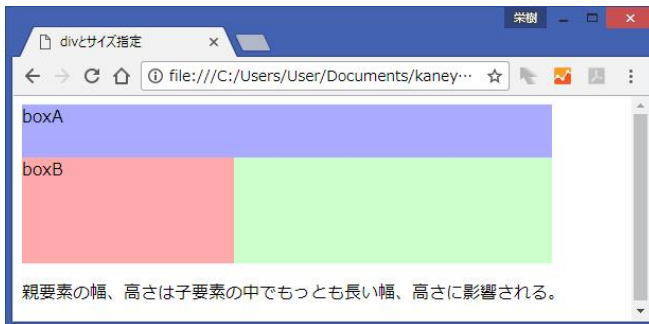 栄樹
divとサイズ指定
file:///C:/Users/User/Documents/kaney…
boxA
boxB
親要素の幅、高さは子要素の中でもっとも長い幅、高さに影響される。